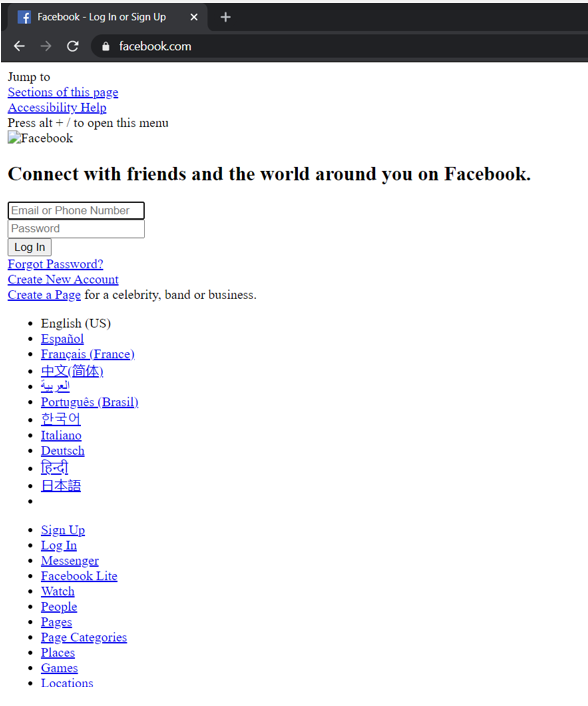 Facebook - Log In or Sign Up
facebook.com
Jump to
Sections of this page
Accessibility Help
Press alt + / to open this menu
Facebook
Connect with friends and the world around you on Facebook.
Email or Phone Number
Password
Log In
Forgot Password?
Create New Account
Create a Page for a celebrity, band or business.
English (US)
Español
Français (France)
中文(简体)
العربية
Português (Brasil)
한국어
Italiano
Deutsch
हिन्दी
日本語
Sign Up
Log In
Messenger
Facebook Lite
Watch
People
Pages
Page Categories
Places
Games
Locations